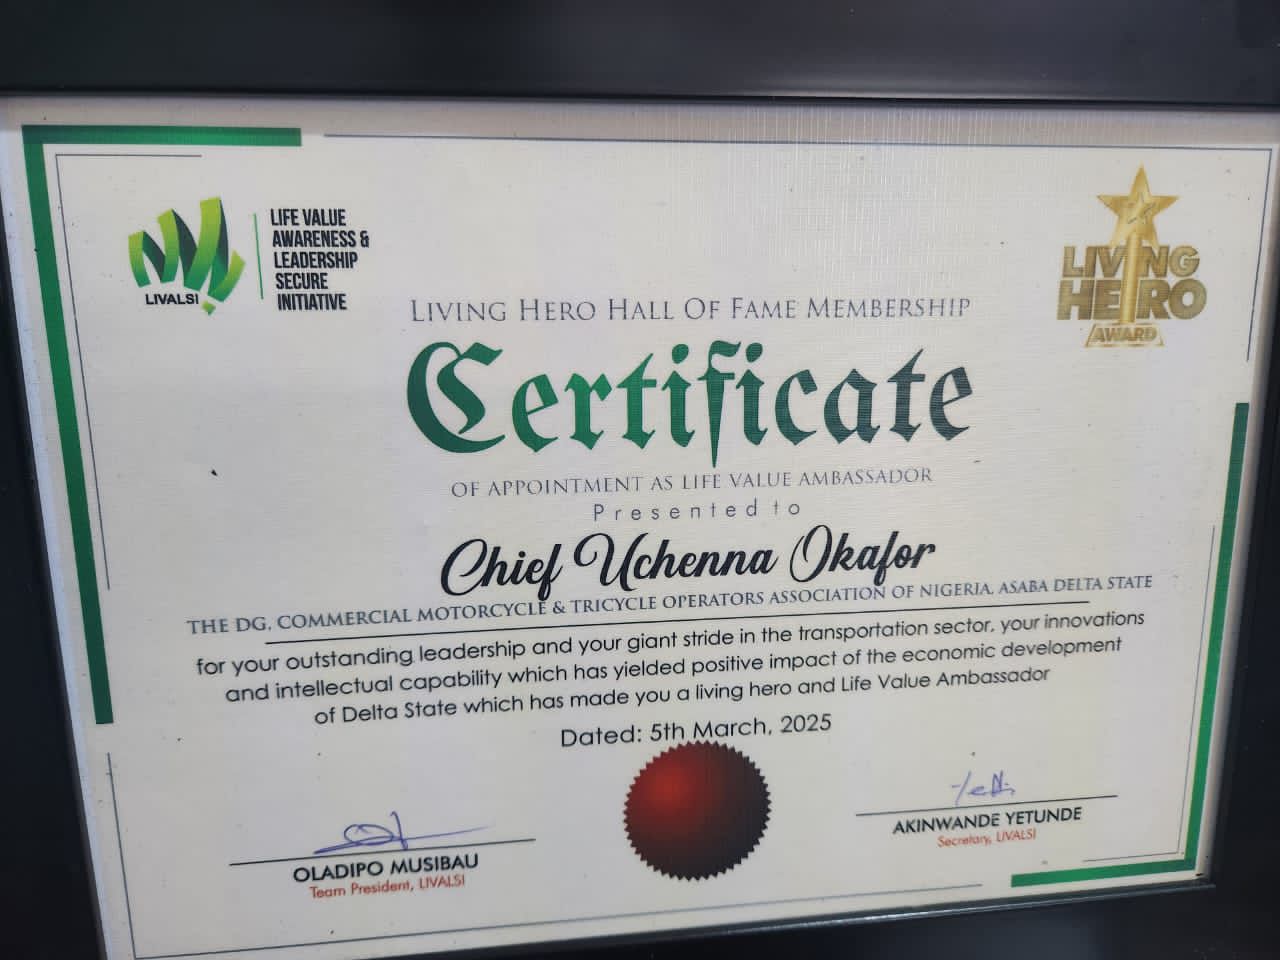 LIVALSI
LIFE VALUE
AWARENESS &
LEADERSHIP
SECURE
INITIATIVE
LIVING
HERO
AWARD
LIVING HERO HALL OF FAME MEMBERSHIP
Certificate
OF APPOINTMENT AS LIFE VALUE AMBASSADOR
Presented to
Chief Uchenna Okafor
THE DG, COMMERCIAL MOTORCYCLE & TRICYCLE OPERATORS ASSOCIATION OF NIGERIA, ASABA DELTA STATE
for your outstanding leadership and your giant stride in the transportation sector, your innovations
and intellectual capability which has yielded positive impact of the economic development
of Delta State which has made you a living hero and Life Value Ambassador
Dated: 5th March, 2025
OLADIPO MUSIBAU
Team President, LIVALSI
AKINWANDE YETUNDE
Secretary, LIVALSI